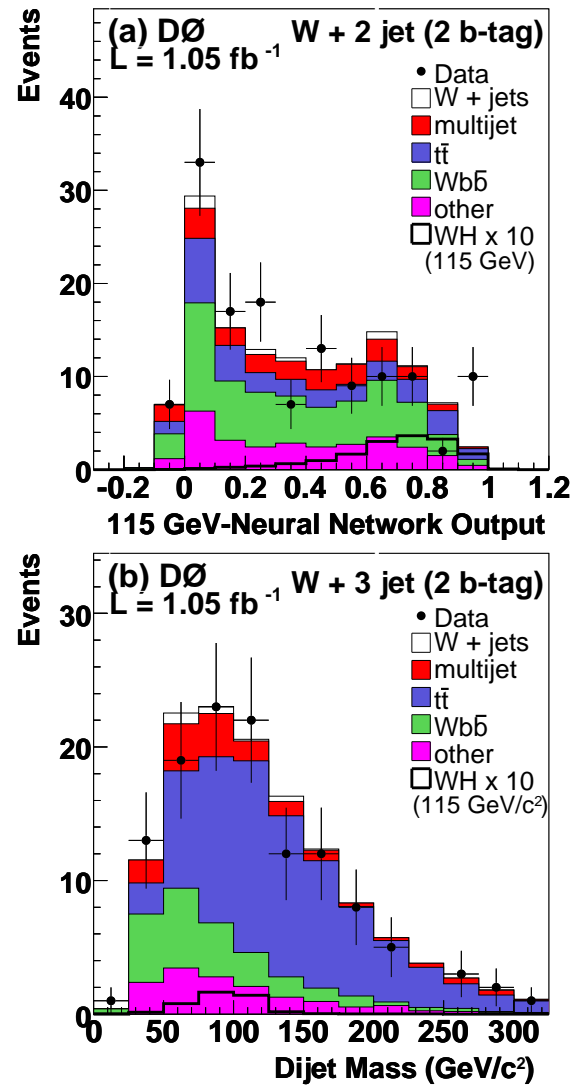 (a) DØ W + 2 jet (2 b-tag)
L = 1.05 fb⁻¹
Events
Data
W + jets
multijet
tt̄
Wbb̄
other
WH x 10
(115 GeV)
40
30
20
10
0
-0.2 0 0.2 0.4 0.6 0.8 1 1.2
115 GeV-Neural Network Output
(b) DØ W + 3 jet (2 b-tag)
L = 1.05 fb⁻¹
Events
Data
W + jets
multijet
tt̄
Wbb̄
other
WH x 10
(115 GeV/c²)
30
20
10
0
0 50 100 150 200 250 300
Dijet Mass (GeV/c²)